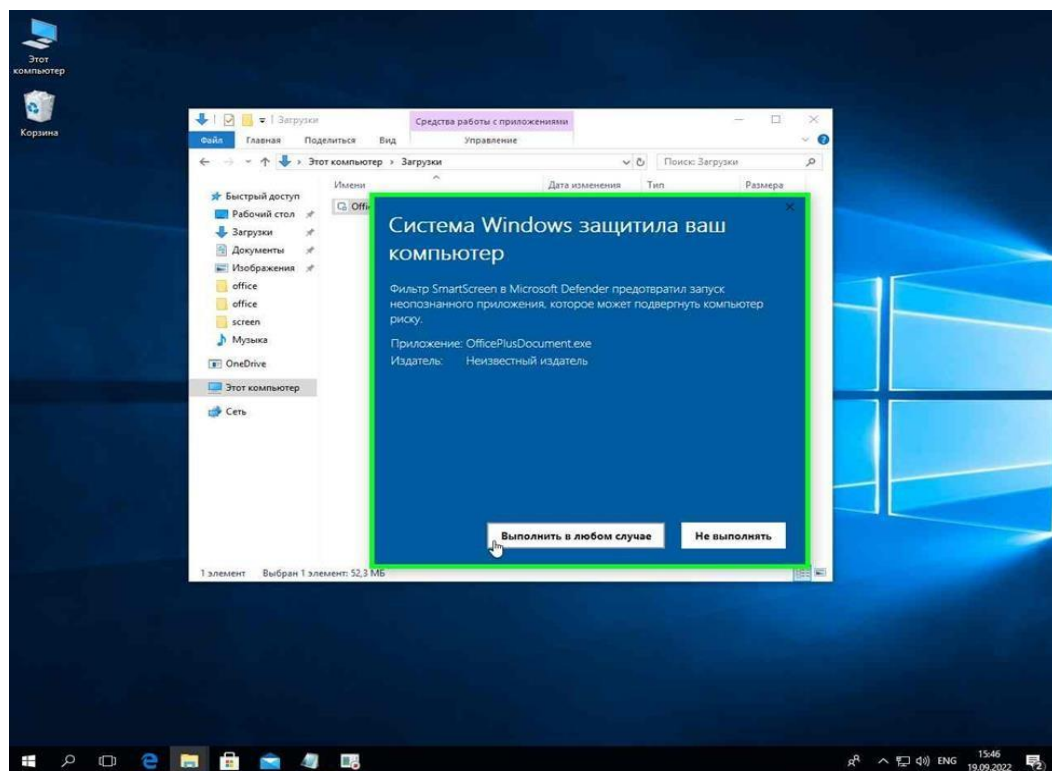 Этот
компьютер
Корзина
Загрузки
Средства работы с приложениями
Файл Главная Поделиться Вид Управление
Этот компьютер › Загрузки
Поиск: Загрузки
Имени Дата изменения Тип Размера
Быстрый доступ
Рабочий стол
Загрузки
Документы
Изображения
office
office
screen
Музыка
OneDrive
Этот компьютер
Сеть
Offi
Система Windows защитила ваш
компьютер
Фильтр SmartScreen в Microsoft Defender предотвратил запуск
неопознанного приложения, которое может подвергнуть компьютер
риску.
Приложение: OfficePlusDocument.exe
Издатель: Неизвестный издатель
Выполнить в любом случае Не выполнять
1 элемент Выбран 1 элемент: 52,3 МБ
ENG
15:46
19.09.2022
2